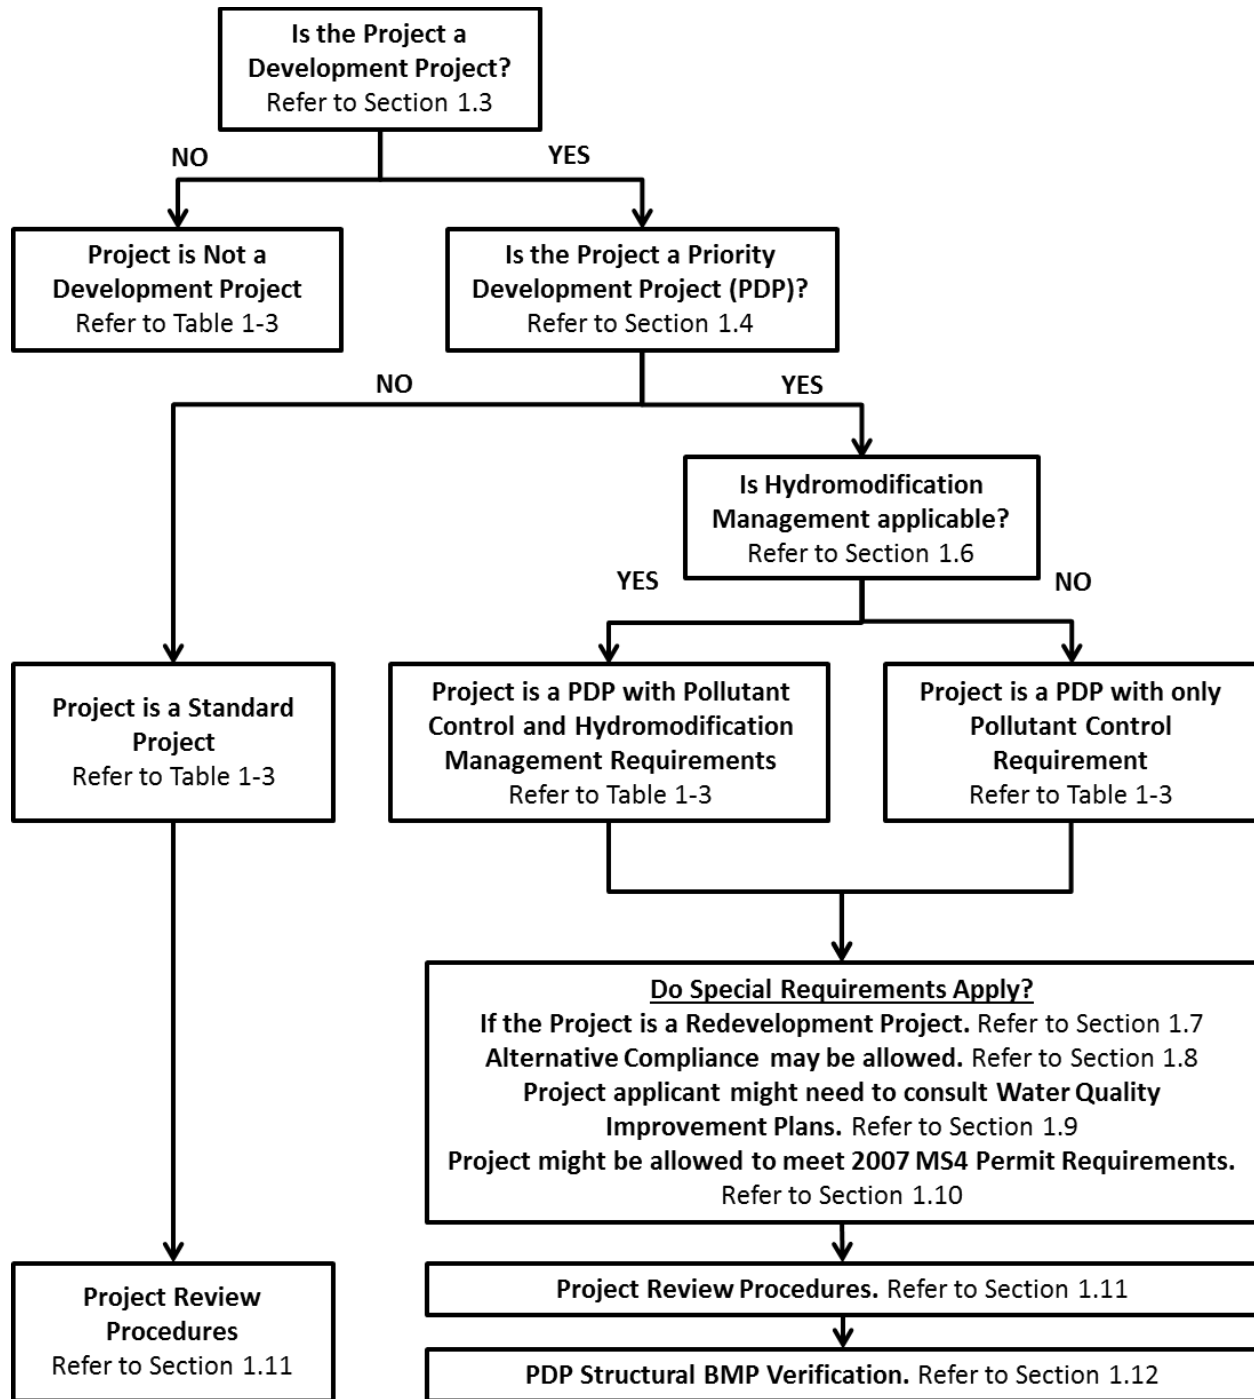 Is the Project a
Development Project?
Refer to Section 1.3
NO
YES
Project is Not a
Development Project
Refer to Table 1-3
Is the Project a Priority
Development Project (PDP)?
Refer to Section 1.4
NO
YES
Is Hydromodification
Management applicable?
Refer to Section 1.6
YES
NO
Project is a Standard
Project
Refer to Table 1-3
Project is a PDP with Pollutant
Control and Hydromodification
Management Requirements
Refer to Table 1-3
Project is a PDP with only
Pollutant Control
Requirement
Refer to Table 1-3
Do Special Requirements Apply?
If the Project is a Redevelopment Project. Refer to Section 1.7
Alternative Compliance may be allowed. Refer to Section 1.8
Project applicant might need to consult Water Quality
Improvement Plans. Refer to Section 1.9
Project might be allowed to meet 2007 MS4 Permit Requirements.
Refer to Section 1.10
Project Review
Procedures
Refer to Section 1.11
Project Review Procedures. Refer to Section 1.11
PDP Structural BMP Verification. Refer to Section 1.12